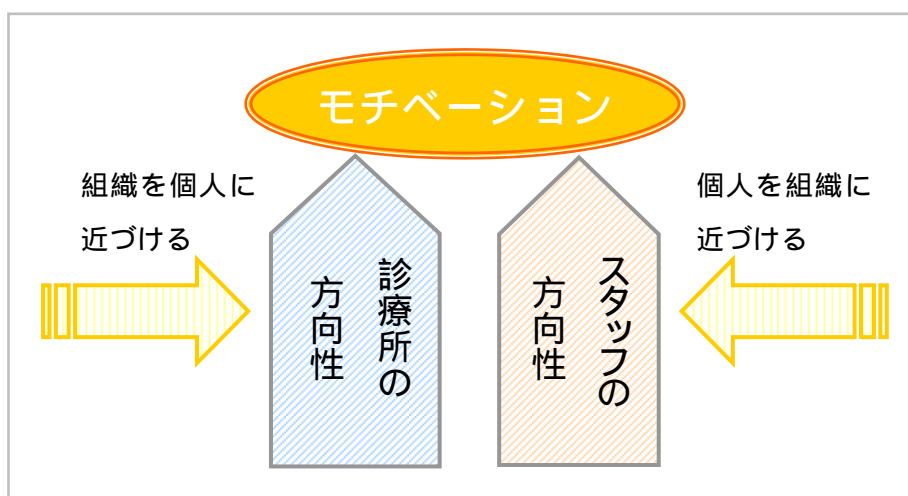 モチベーション
組織を個人に
近づける
個人を組織に
近づける
診療所の
方向性
スタッフの
方向性